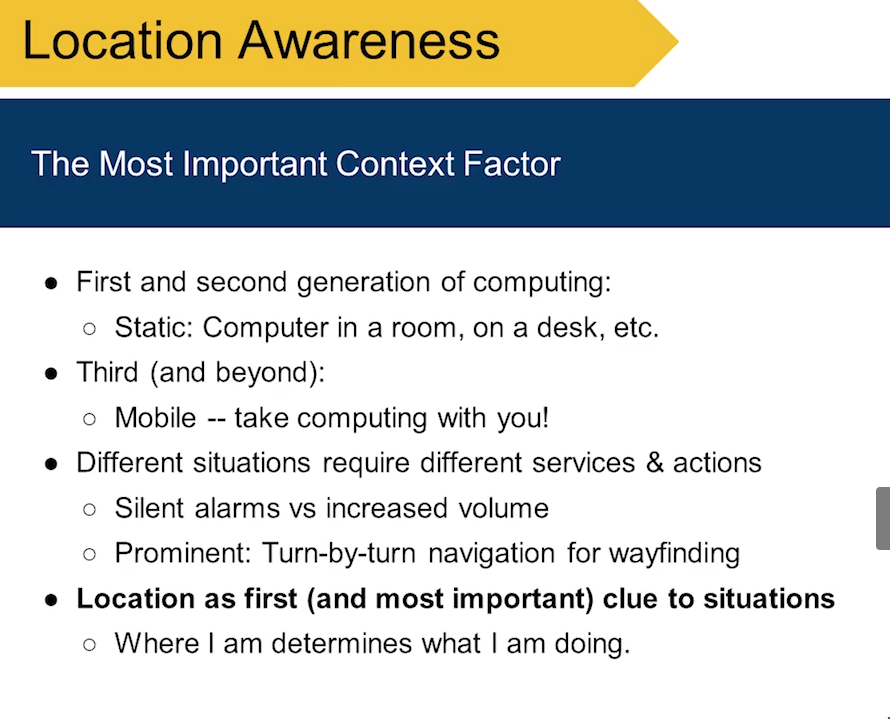 Location Awareness
The Most Important Context Factor
● First and second generation of computing:
○ Static: Computer in a room, on a desk, etc.
● Third (and beyond):
○ Mobile -- take computing with you!
● Different situations require different services & actions
○ Silent alarms vs increased volume
○ Prominent: Turn-by-turn navigation for wayfinding
● Location as first (and most important) clue to situations
○ Where I am determines what I am doing.